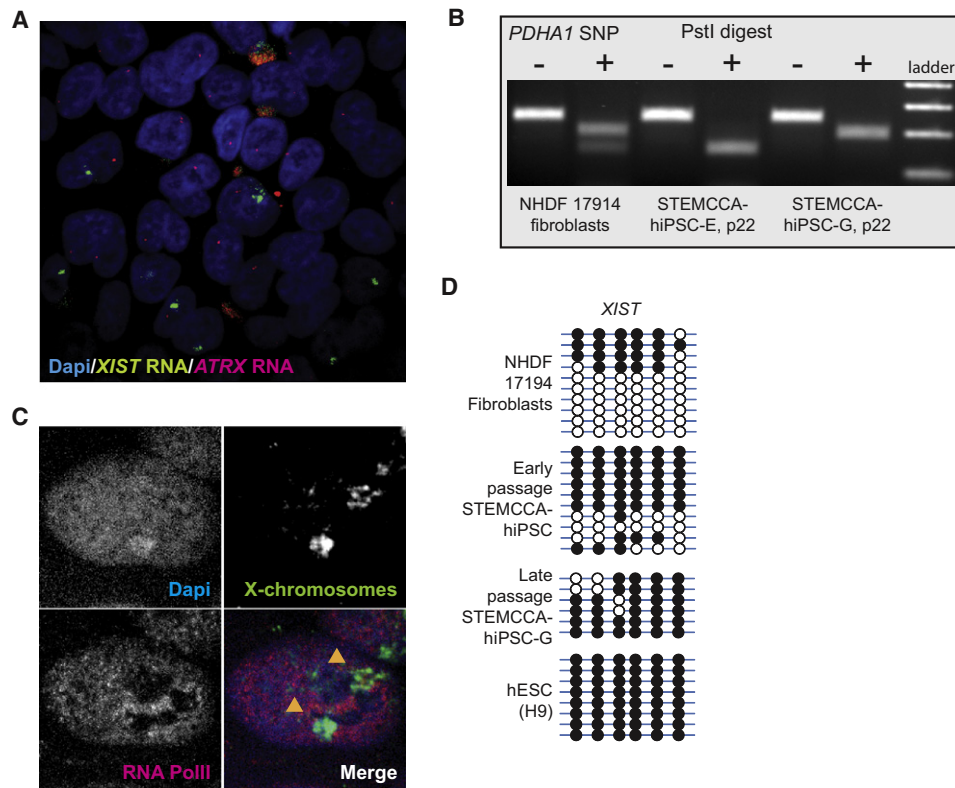 A
Dapi/XIST RNA/ATRX RNA
B
PDHA1 SNP PstI digest
- + - + - + ladder
NHDF 17914
fibroblasts
STEMCCA-
hiPSC-E, p22
STEMCCA-
hiPSC-G, p22
C
Dapi
X-chromosomes
RNA PolII
Merge
D
XIST
NHDF
17194
Fibroblasts
Early
passage
STEMCCA-
hiPSC
Late
passage
STEMCCA-
hiPSC-G
hESC
(H9)